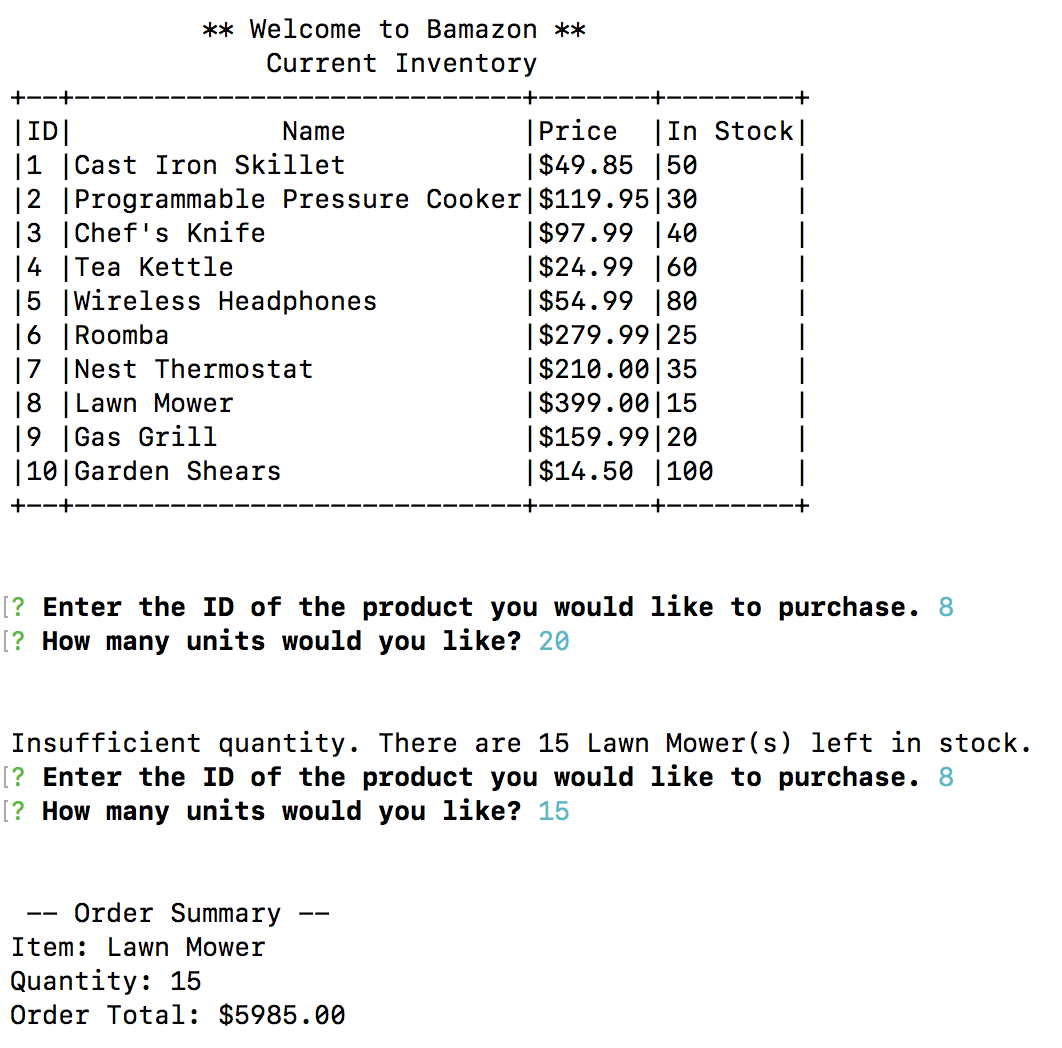 ** Welcome to Bamazon **
Current Inventory
+--+----------------------------+-------+--------+
|ID|             Name           |Price  |In Stock|
|1 |Cast Iron Skillet           |$49.85 |50      |
|2 |Programmable Pressure Cooker|$119.95|30      |
|3 |Chef's Knife                |$97.99 |40      |
|4 |Tea Kettle                  |$24.99 |60      |
|5 |Wireless Headphones         |$54.99 |80      |
|6 |Roomba                      |$279.99|25      |
|7 |Nest Thermostat             |$210.00|35      |
|8 |Lawn Mower                  |$399.00|15      |
|9 |Gas Grill                   |$159.99|20      |
|10|Garden Shears               |$14.50 |100     |
+--+----------------------------+-------+--------+
[? Enter the ID of the product you would like to purchase. 8
[? How many units would you like? 20
Insufficient quantity. There are 15 Lawn Mower(s) left in stock.
[? Enter the ID of the product you would like to purchase. 8
[? How many units would you like? 15
-- Order Summary --
Item: Lawn Mower
Quantity: 15
Order Total: $5985.00